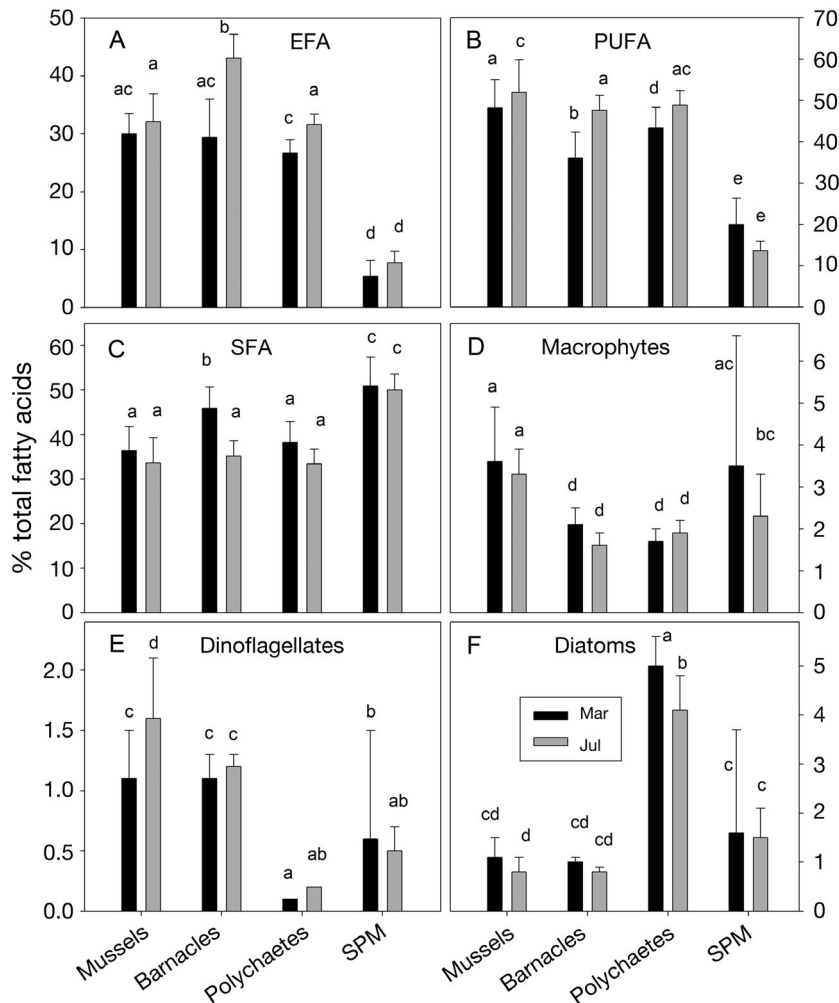 A EFA
50
40
30
20
10
0
ac a ac b c a d d
B PUFA
70
60
50
40
30
20
10
0
a c b a d ac e e
C SFA
60
50
40
30
20
10
0
a a b a a a c c
D Macrophytes
6
5
4
3
2
1
0
a a d d d d ac bc
E Dinoflagellates
2.0
1.5
1.0
0.5
0.0
c d c c a ab b ab
F Diatoms
5
4
3
2
1
0
cd d cd cd a b c c
Mar
Jul
% total fatty acids
Mussels
Barnacles
Polychaetes
SPM
Mussels
Barnacles
Polychaetes
SPM